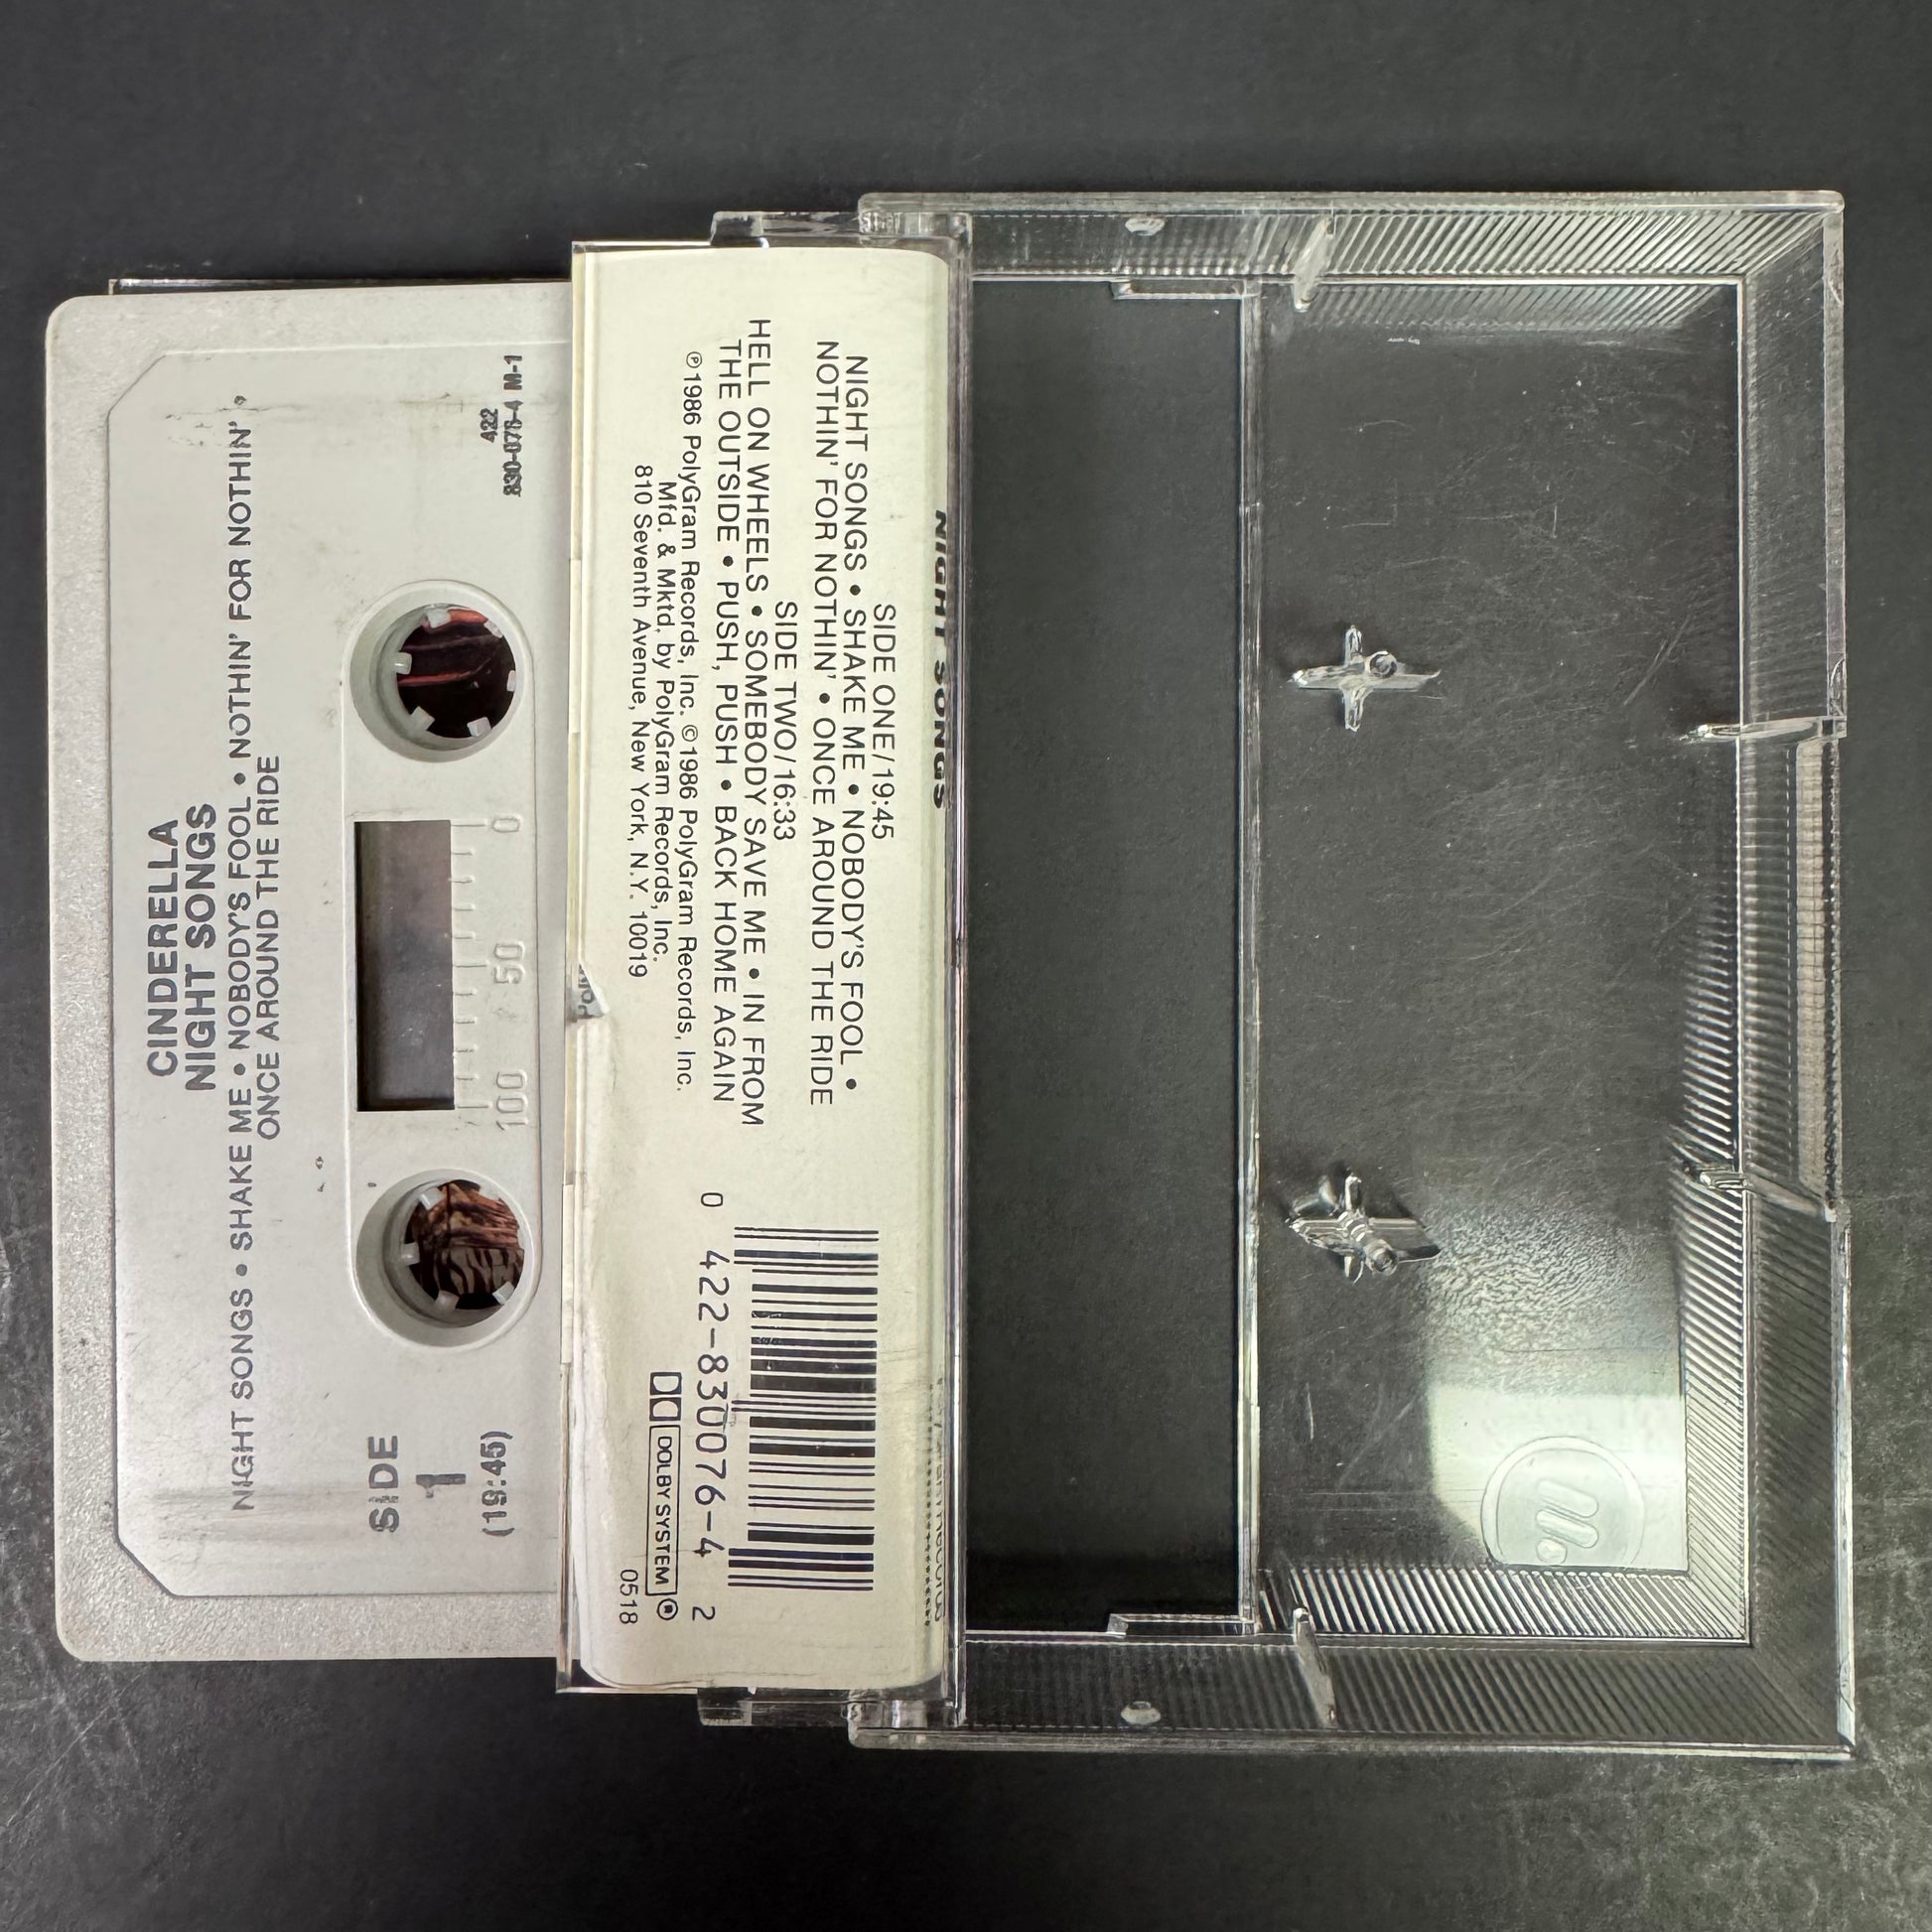 CINDERELLA
NIGHT SONGS
NIGHT SONGS • SHAKE ME • NOBODY'S FOOL • NOTHIN' FOR NOTHIN' •
ONCE AROUND THE RIDE
SIDE
1
(19:45)
422
830-076-4 M-1
0
50
100
NIGHT SONGS
SIDE ONE/19:45
NIGHT SONGS • SHAKE ME • NOBODY'S FOOL •
NOTHIN' FOR NOTHIN' • ONCE AROUND THE RIDE
SIDE TWO/16:33
HELL ON WHEELS • SOMEBODY SAVE ME • IN FROM
THE OUTSIDE • PUSH, PUSH • BACK HOME AGAIN
℗1986 PolyGram Records, Inc. ©1986 PolyGram Records, Inc.
Mfd. & Mktd. by PolyGram Records, Inc.
810 Seventh Avenue, New York, N.Y. 10019
0 422-830076-4 2
DOLBY SYSTEM ®
0518